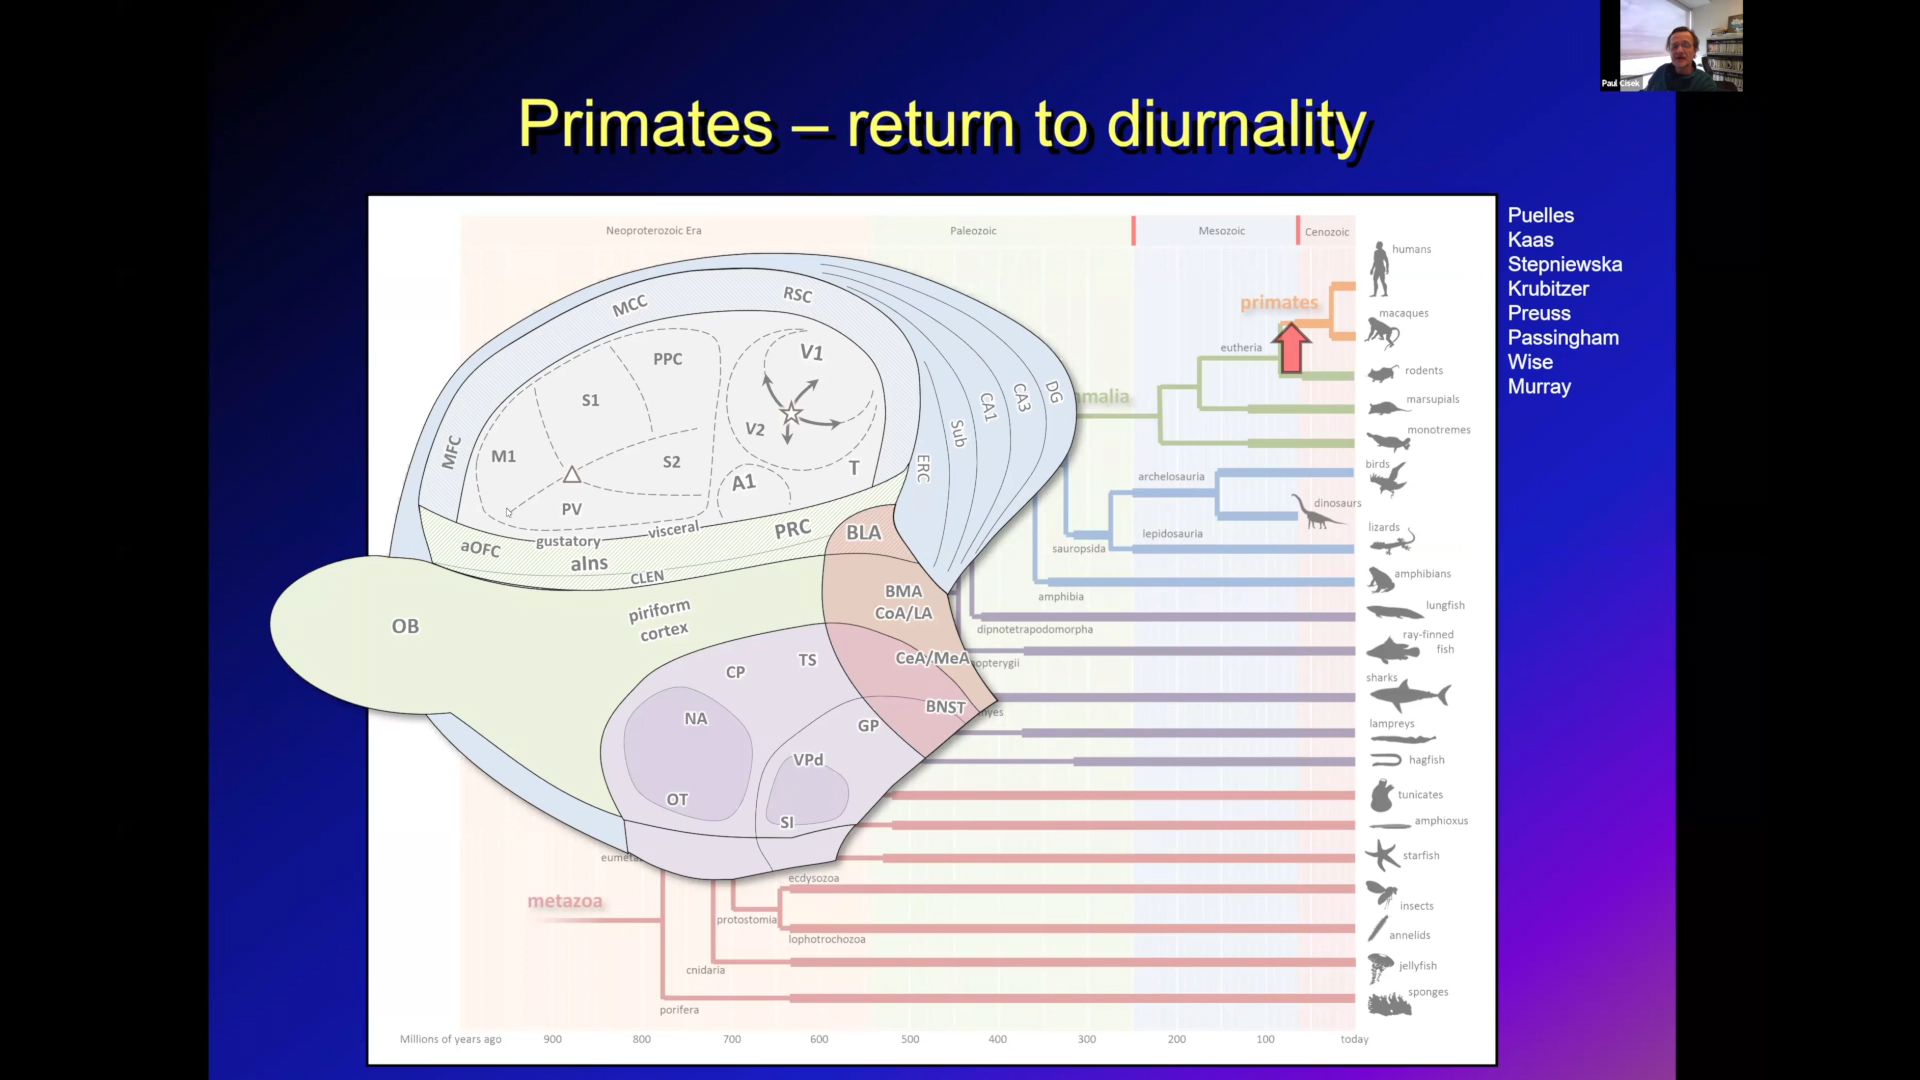 Paul Cisek
Primates – return to diurnality
Puelles
Kaas
Stepniewska
Krubitzer
Preuss
Passingham
Wise
Murray
Neoproterozoic Era
Paleozoic
Mesozoic
Cenozoic
humans
primates
macaques
eutheria
rodents
malia
marsupials
monotremes
birds
archelosauria
dinosaurs
lizards
lepidosauria
sauropsida
amphibians
amphibia
lungfish
dipnotetrapodomorpha
ray-finned
fish
opterygii
sharks
nyes
lampreys
hagfish
tunicates
amphioxus
starfish
eumeta
ecdysozoa
insects
metazoa
protostomia
annelids
lophotrochozoa
cnidaria
jellyfish
sponges
porifera
MCC
RSC
PPC
V1
S1
V2
MFC
M1
S2
A1
T
PV
ERC
Sub
CA1
CA3
DG
aOFC
gustatory
visceral
PRC
BLA
aIns
CLEN
BMA
CoA/LA
OB
piriform
cortex
CP
TS
CeA/MeA
NA
GP
BNST
VPd
OT
SI
Millions of years ago
900
800
700
600
500
400
300
200
100
today